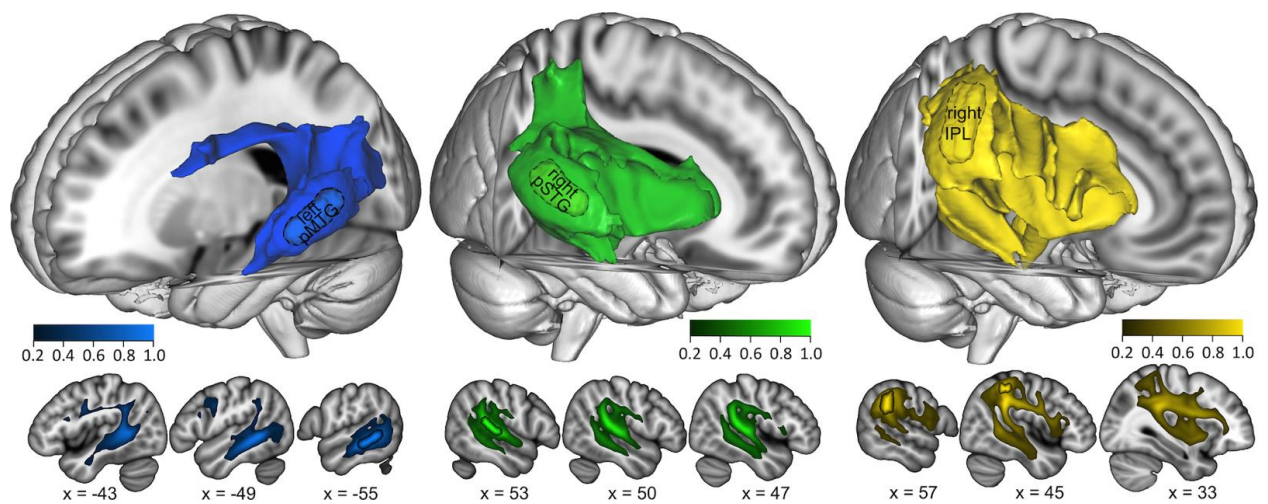 left
pMTG
right
pSTG
right
IPL
0.2 0.4 0.6 0.8 1.0
0.2 0.4 0.6 0.8 1.0
0.2 0.4 0.6 0.8 1.0
x = -43 x = -49 x = -55 x = 53 x = 50 x = 47 x = 57 x = 45 x = 33